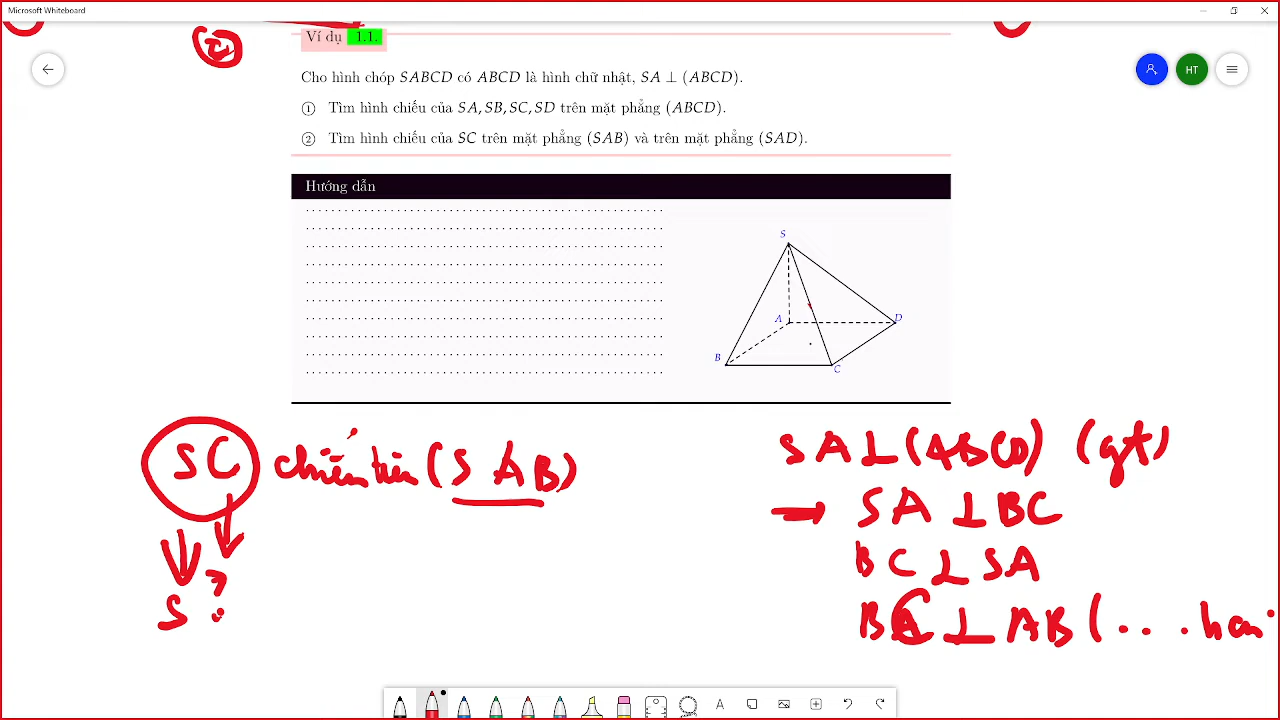 Microsoft Whiteboard
Ví dụ 1.1.
HT
Cho hình chóp SABCD có ABCD là hình chữ nhật, SA ⊥ (ABCD).
① Tìm hình chiếu của SA, SB, SC, SD trên mặt phẳng (ABCD).
② Tìm hình chiếu của SC trên mặt phẳng (SAB) và trên mặt phẳng (SAD).
Hướng dẫn
S
A
D
B
C
SC chiếu lên (SAB)
S ?
SA ⊥ (ABCD) (gt)
→ SA ⊥ BC
BC ⊥ SA
BC ⊥ AB (...
A